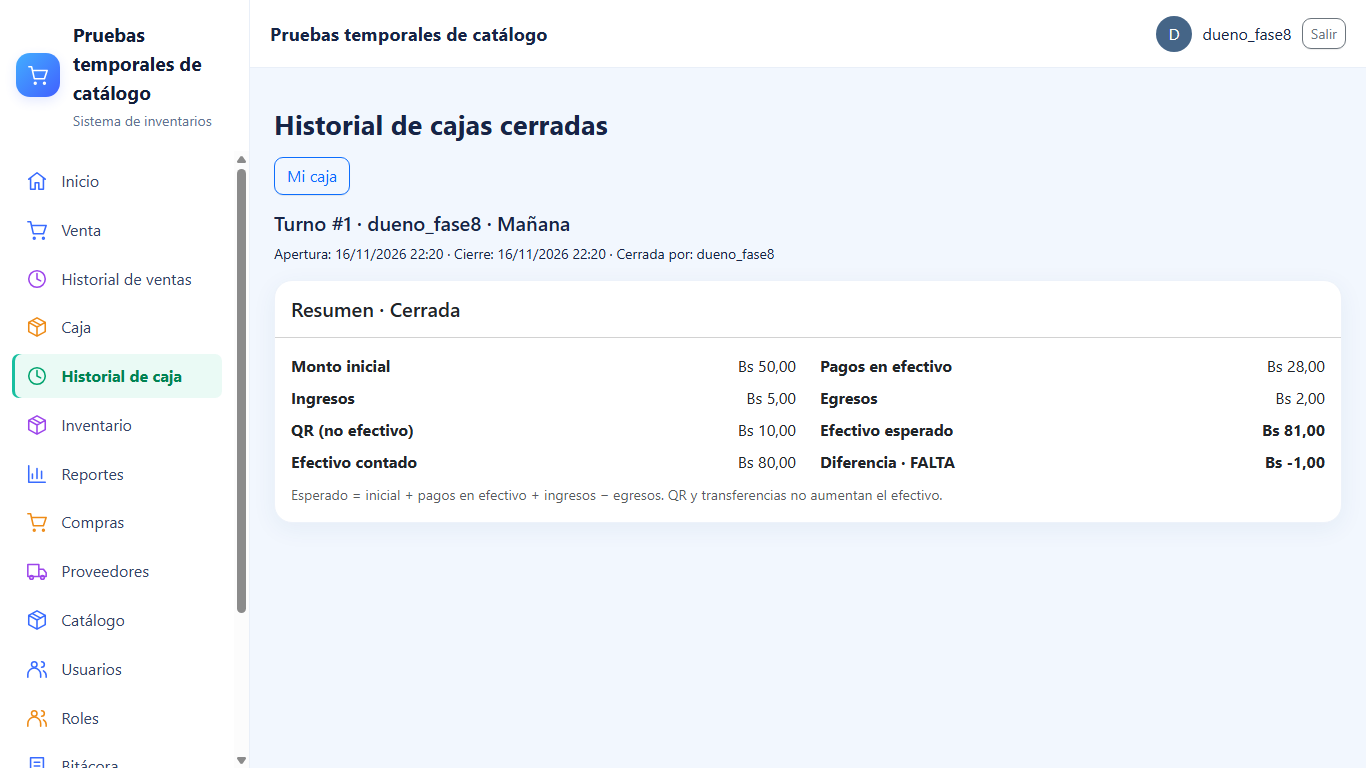 Pruebas
temporales de
catálogo
Sistema de inventarios
Inicio
Venta
Historial de ventas
Caja
Historial de caja
Inventario
Reportes
Compras
Proveedores
Catálogo
Usuarios
Roles
Bitácora
Pruebas temporales de catálogo
D dueno_fase8 Salir
Historial de cajas cerradas
Mi caja
Turno #1 · dueno_fase8 · Mañana
Apertura: 16/11/2026 22:20 · Cierre: 16/11/2026 22:20 · Cerrada por: dueno_fase8
Resumen · Cerrada
Monto inicial Bs 50,00 Pagos en efectivo Bs 28,00
Ingresos Bs 5,00 Egresos Bs 2,00
QR (no efectivo) Bs 10,00 Efectivo esperado Bs 81,00
Efectivo contado Bs 80,00 Diferencia · FALTA Bs -1,00
Esperado = inicial + pagos en efectivo + ingresos − egresos. QR y transferencias no aumentan el efectivo.